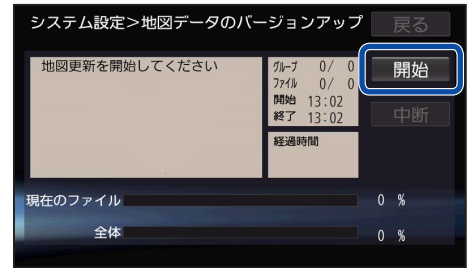 システム設定>地図データのバージョンアップ
戻る
地図更新を開始してください
グループ 0/ 0
ファイル 0/ 0
開始 13:02
終了 13:02
経過時間
開始
中断
現在のファイル 0 %
全体 0 %